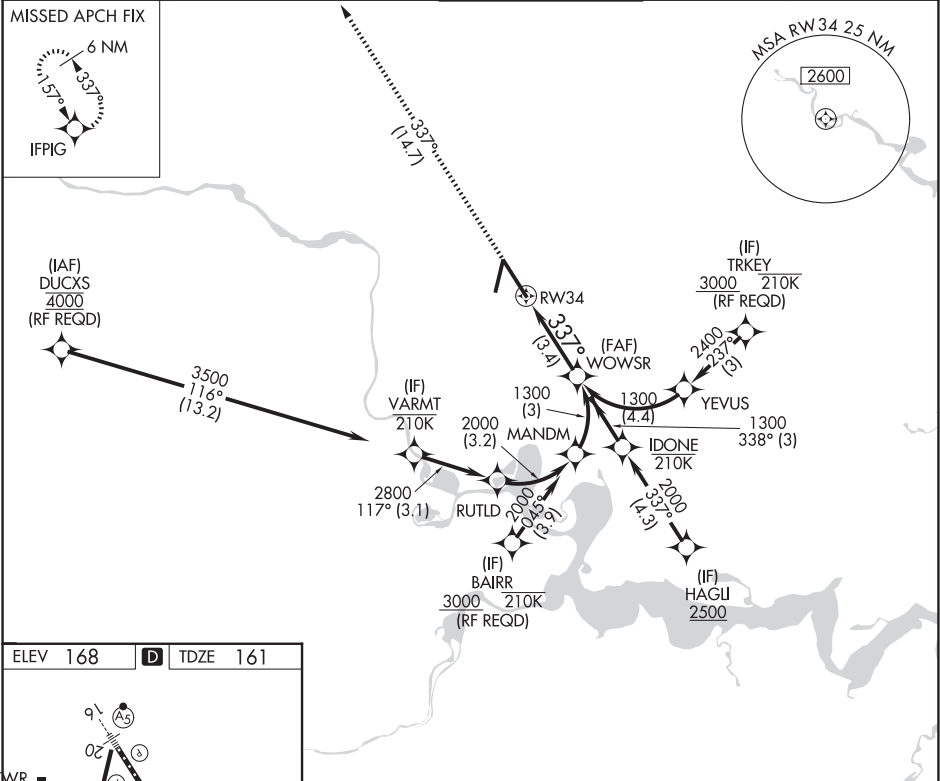 MISSED APCH FIX
6 NM
337°
157°
IFPIG
337°
(14.7)
MSA RW34 25 NM
2600
(IAF)
DUCXS
4000
(RF REQD)
3500
116°
(13.2)
(IF)
VARMT
210K
2800
117° (3.1)
RUTLD
2000
(3.2)
MANDM
2000
045°
(3.9)
(IF)
BAIRR
3000 210K
(RF REQD)
1300
(3)
RW34
337°
(3.4)
(FAF)
WOWSR
(IF)
TRKEY
3000 210K
(RF REQD)
2400
237°
(3)
YEVUS
1300
(4.4)
1300
338° (3)
IDONE
210K
2000
337°
(4.3)
(IF)
HAGLI
2500
ELEV 168 D TDZE 161
16
A5
20
P
WR